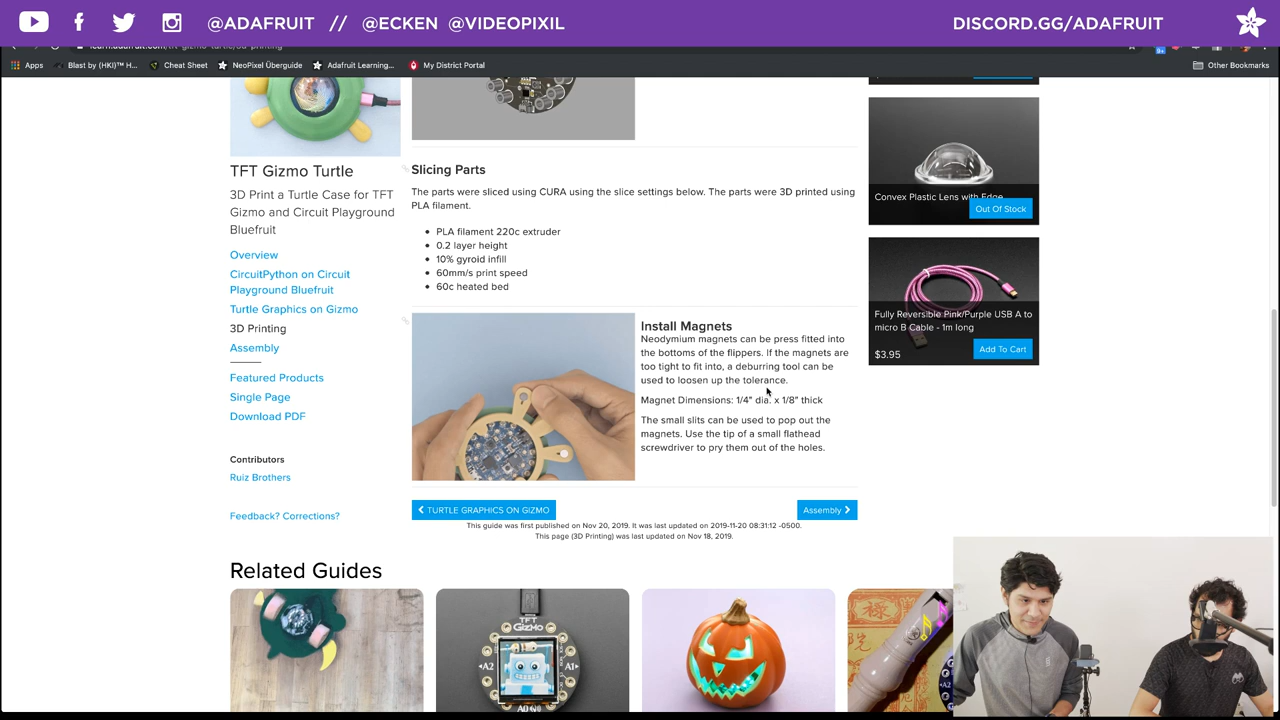 @ADAFRUIT // @ECKEN @VIDEOPIXIL
DISCORD.GG/ADAFRUIT
Apps
Blast by (HKI)™ H...
Cheat Sheet
NeoPixel Überguide
Adafruit Learning...
My District Portal
Other Bookmarks
TFT Gizmo Turtle
3D Print a Turtle Case for TFT
Gizmo and Circuit Playground
Bluefruit
Overview
CircuitPython on Circuit
Playground Bluefruit
Turtle Graphics on Gizmo
3D Printing
Assembly
Featured Products
Single Page
Download PDF
Contributors
Ruiz Brothers
Feedback? Corrections?
Slicing Parts
The parts were sliced using CURA using the slice settings below. The parts were 3D printed using
PLA filament.
PLA filament 220c extruder
0.2 layer height
10% gyroid infill
60mm/s print speed
60c heated bed
Install Magnets
Neodymium magnets can be press fitted into
the bottoms of the flippers. If the magnets are
too tight to fit into, a deburring tool can be
used to loosen up the tolerance.
Magnet Dimensions: 1/4" dia. x 1/8" thick
The small slits can be used to pop out the
magnets. Use the tip of a small flathead
screwdriver to pry them out of the holes.
TURTLE GRAPHICS ON GIZMO
Assembly
This guide was first published on Nov 20, 2019. It was last updated on 2019-11-20 08:31:12 -0500.
This page (3D Printing) was last updated on Nov 18, 2019.
Convex Plastic Lens with Edge
Out Of Stock
Fully Reversible Pink/Purple USB A to
micro B Cable - 1m long
$3.95
Add To Cart
Related Guides
TFT
GIZMO
A2
A1